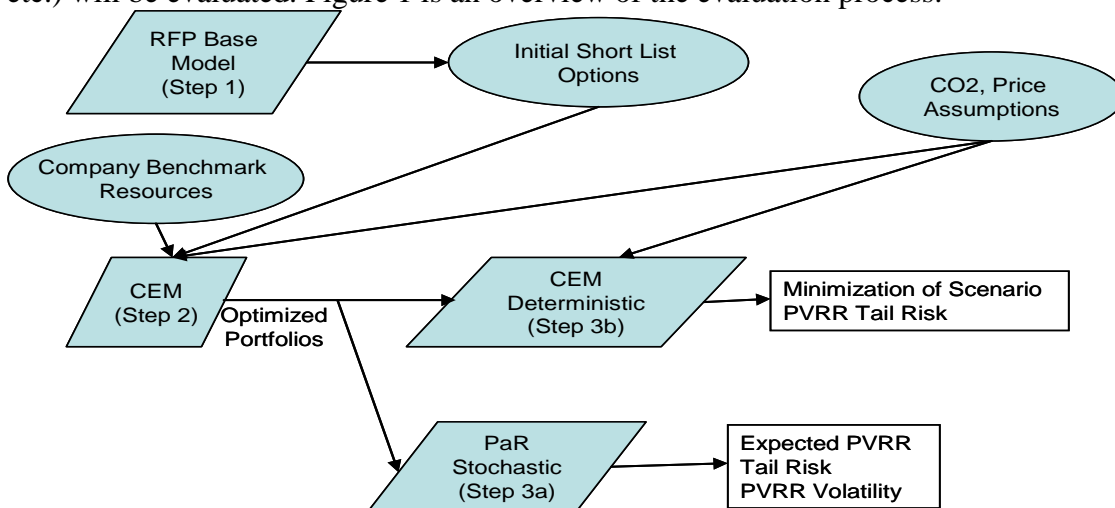 etc.) will be evaluated. Figure 1 is an overview of the evaluation process.
RFP Base
Model
(Step 1)
Initial Short List
Options
CO2, Price
Assumptions
Company Benchmark
Resources
CEM
(Step 2)
Optimized
Portfolios
CEM
Deterministic
(Step 3b)
Minimization of Scenario
PVRR Tail Risk
PaR
Stochastic
(Step 3a)
Expected PVRR
Tail Risk
PVRR Volatility